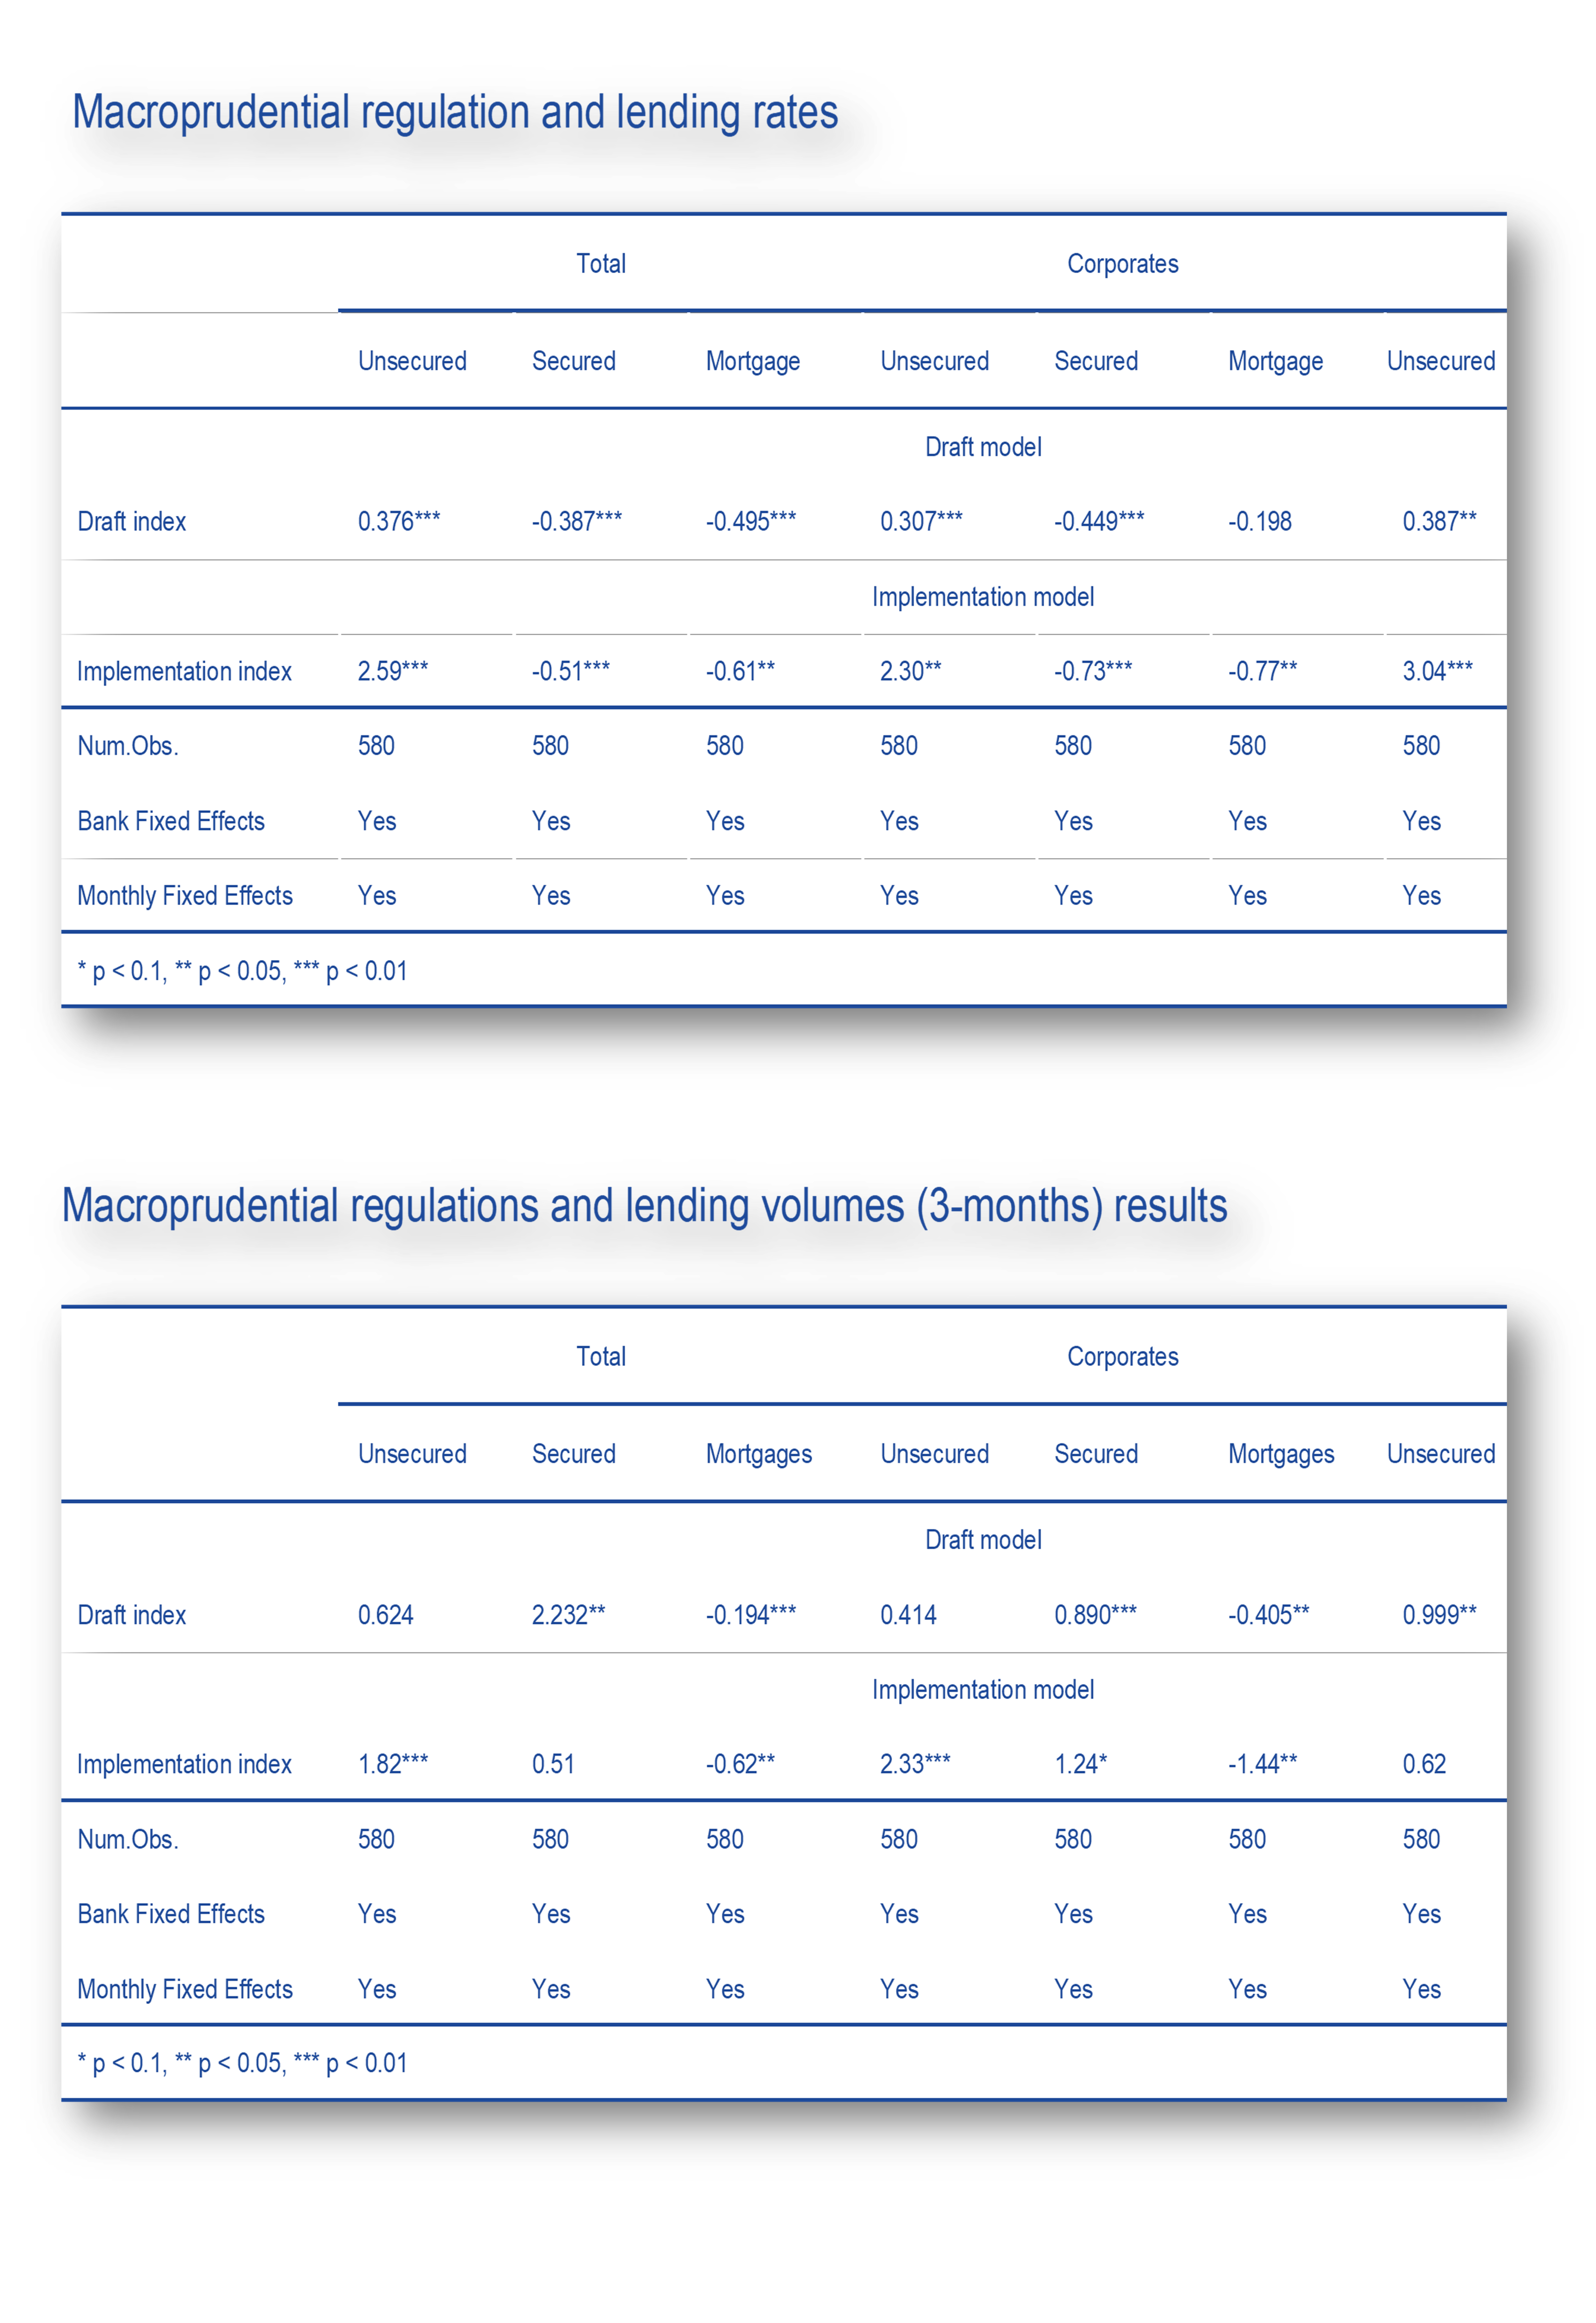 Macroprudential regulation and lending rates
Total Corporates
Unsecured Secured Mortgage Unsecured Secured Mortgage Unsecured
Draft model
Draft index 0.376*** -0.387*** -0.495*** 0.307*** -0.449*** -0.198 0.387**
Implementation model
Implementation index 2.59*** -0.51*** -0.61** 2.30** -0.73*** -0.77** 3.04***
Num.Obs. 580 580 580 580 580 580 580
Bank Fixed Effects Yes Yes Yes Yes Yes Yes Yes
Monthly Fixed Effects Yes Yes Yes Yes Yes Yes Yes
* p < 0.1, ** p < 0.05, *** p < 0.01
Macroprudential regulations and lending volumes (3-months) results
Total Corporates
Unsecured Secured Mortgages Unsecured Secured Mortgages Unsecured
Draft model
Draft index 0.624 2.232** -0.194*** 0.414 0.890*** -0.405** 0.999**
Implementation model
Implementation index 1.82*** 0.51 -0.62** 2.33*** 1.24* -1.44** 0.62
Num.Obs. 580 580 580 580 580 580 580
Bank Fixed Effects Yes Yes Yes Yes Yes Yes Yes
Monthly Fixed Effects Yes Yes Yes Yes Yes Yes Yes
* p < 0.1, ** p < 0.05, *** p < 0.01